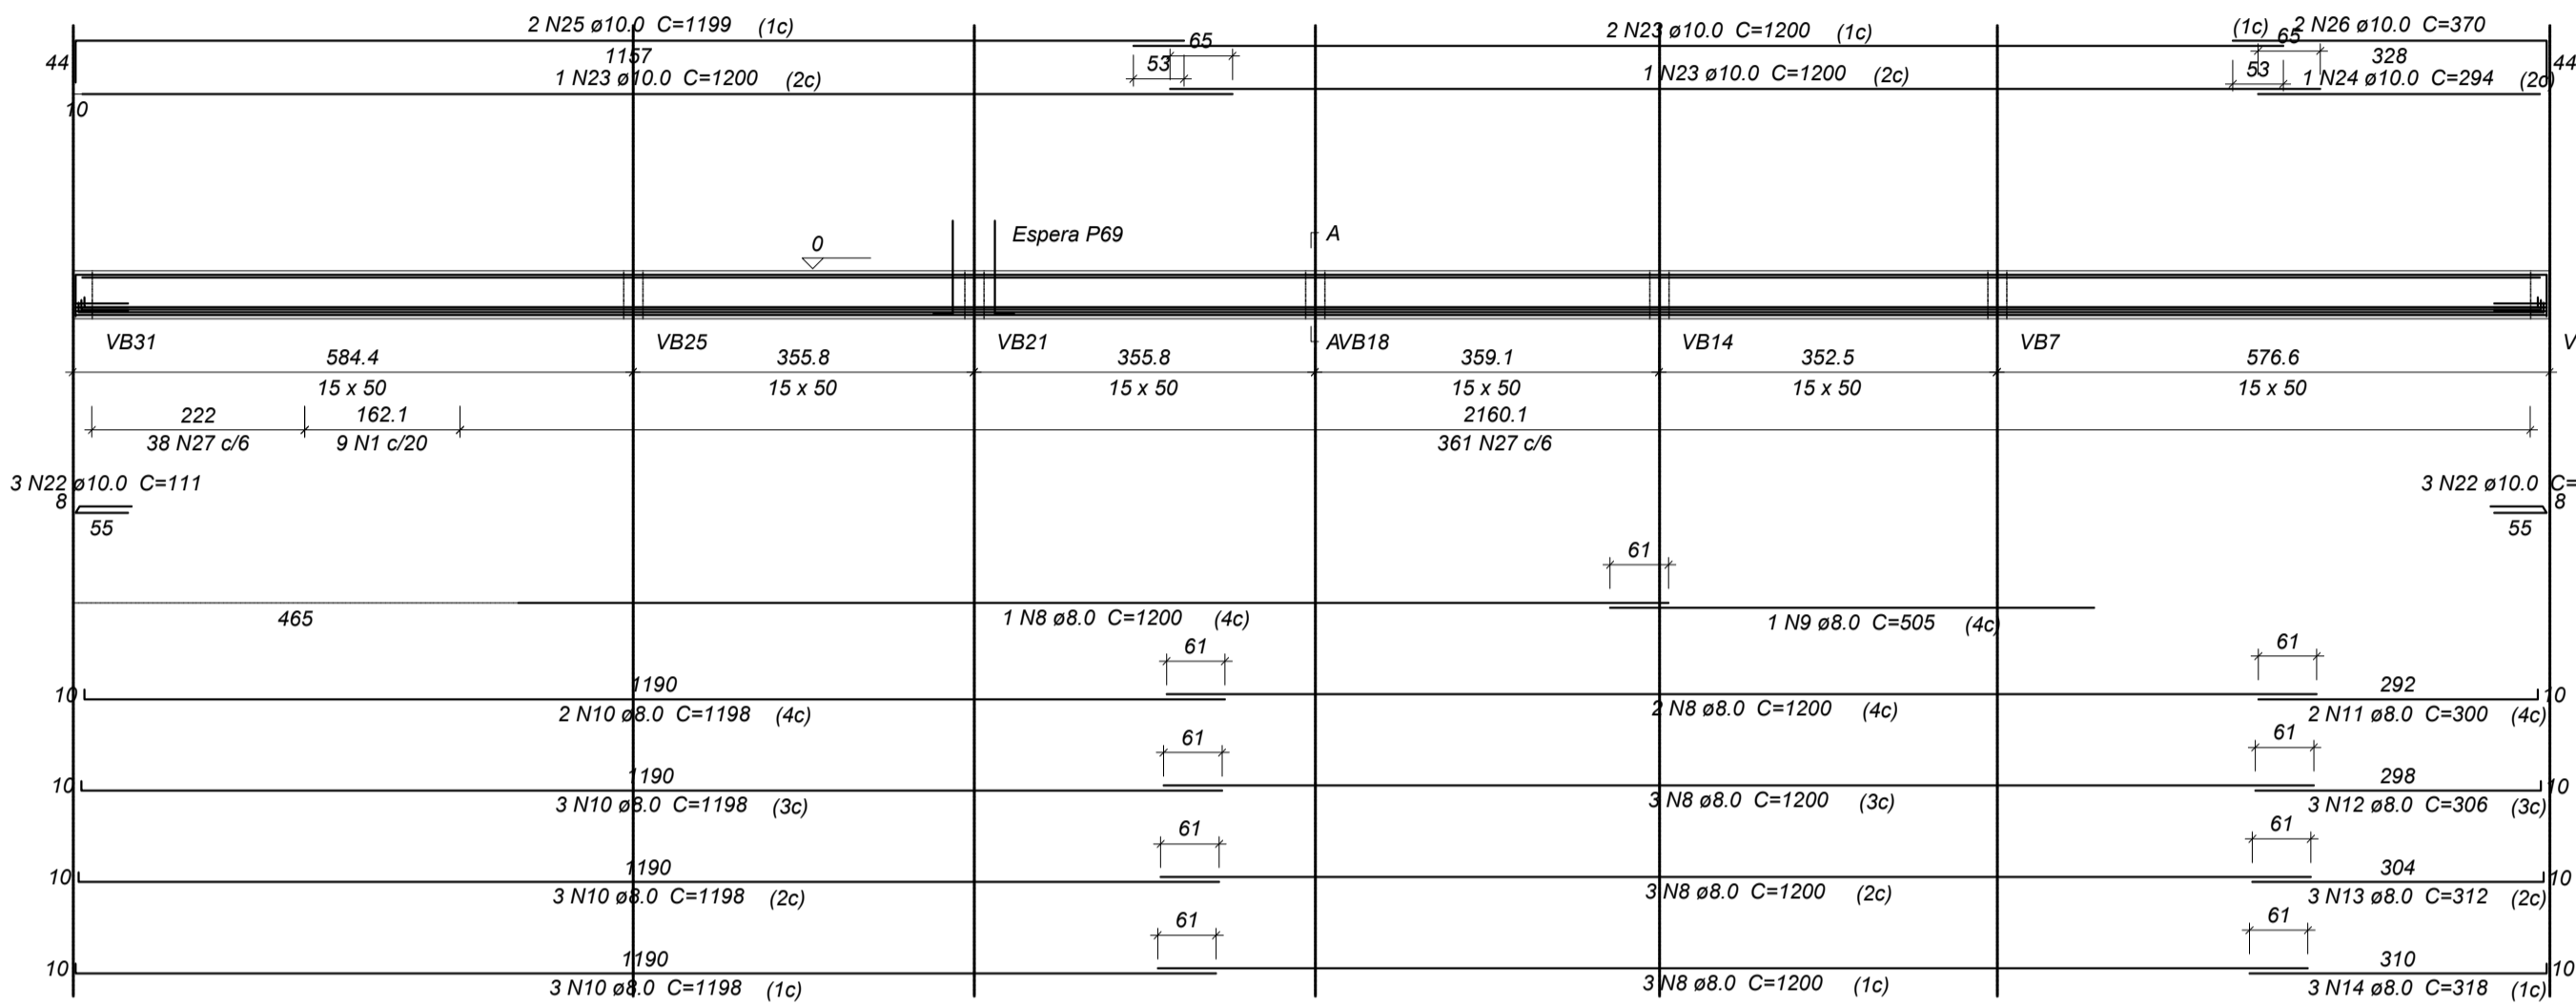 2 N25 ø10.0 C=1199 (1c)
2 N23 ø10.0 C=1200 (1c)
(1c) 2 N26 ø10.0 C=370
44
1157
65
53
65
328
44
1 N23 ø10.0 C=1200 (2c)
1 N23 ø10.0 C=1200 (2c)
53
1 N24 ø10.0 C=294 (2c)
10
Espera P69
A
0
VB31
VB25
VB21
A
VB18
VB14
VB7
V
584.4
355.8
355.8
359.1
352.5
576.6
15 x 50
15 x 50
15 x 50
15 x 50
15 x 50
15 x 50
222
162.1
2160.1
38 N27 c/6
9 N1 c/20
361 N27 c/6
3 N22 ø10.0 C=111
3 N22 ø10.0 C=
8
8
55
55
61
465
1 N8 ø8.0 C=1200 (4c)
1 N9 ø8.0 C=505 (4c)
61
61
10
1190
292
10
2 N10 ø8.0 C=1198 (4c)
2 N8 ø8.0 C=1200 (4c)
2 N11 ø8.0 C=300 (4c)
61
61
10
1190
298
10
3 N10 ø8.0 C=1198 (3c)
3 N8 ø8.0 C=1200 (3c)
3 N12 ø8.0 C=306 (3c)
61
61
10
1190
304
10
3 N10 ø8.0 C=1198 (2c)
3 N8 ø8.0 C=1200 (2c)
3 N13 ø8.0 C=312 (2c)
61
61
10
1190
310
10
3 N10 ø8.0 C=1198 (1c)
3 N8 ø8.0 C=1200 (1c)
3 N14 ø8.0 C=318 (1c)